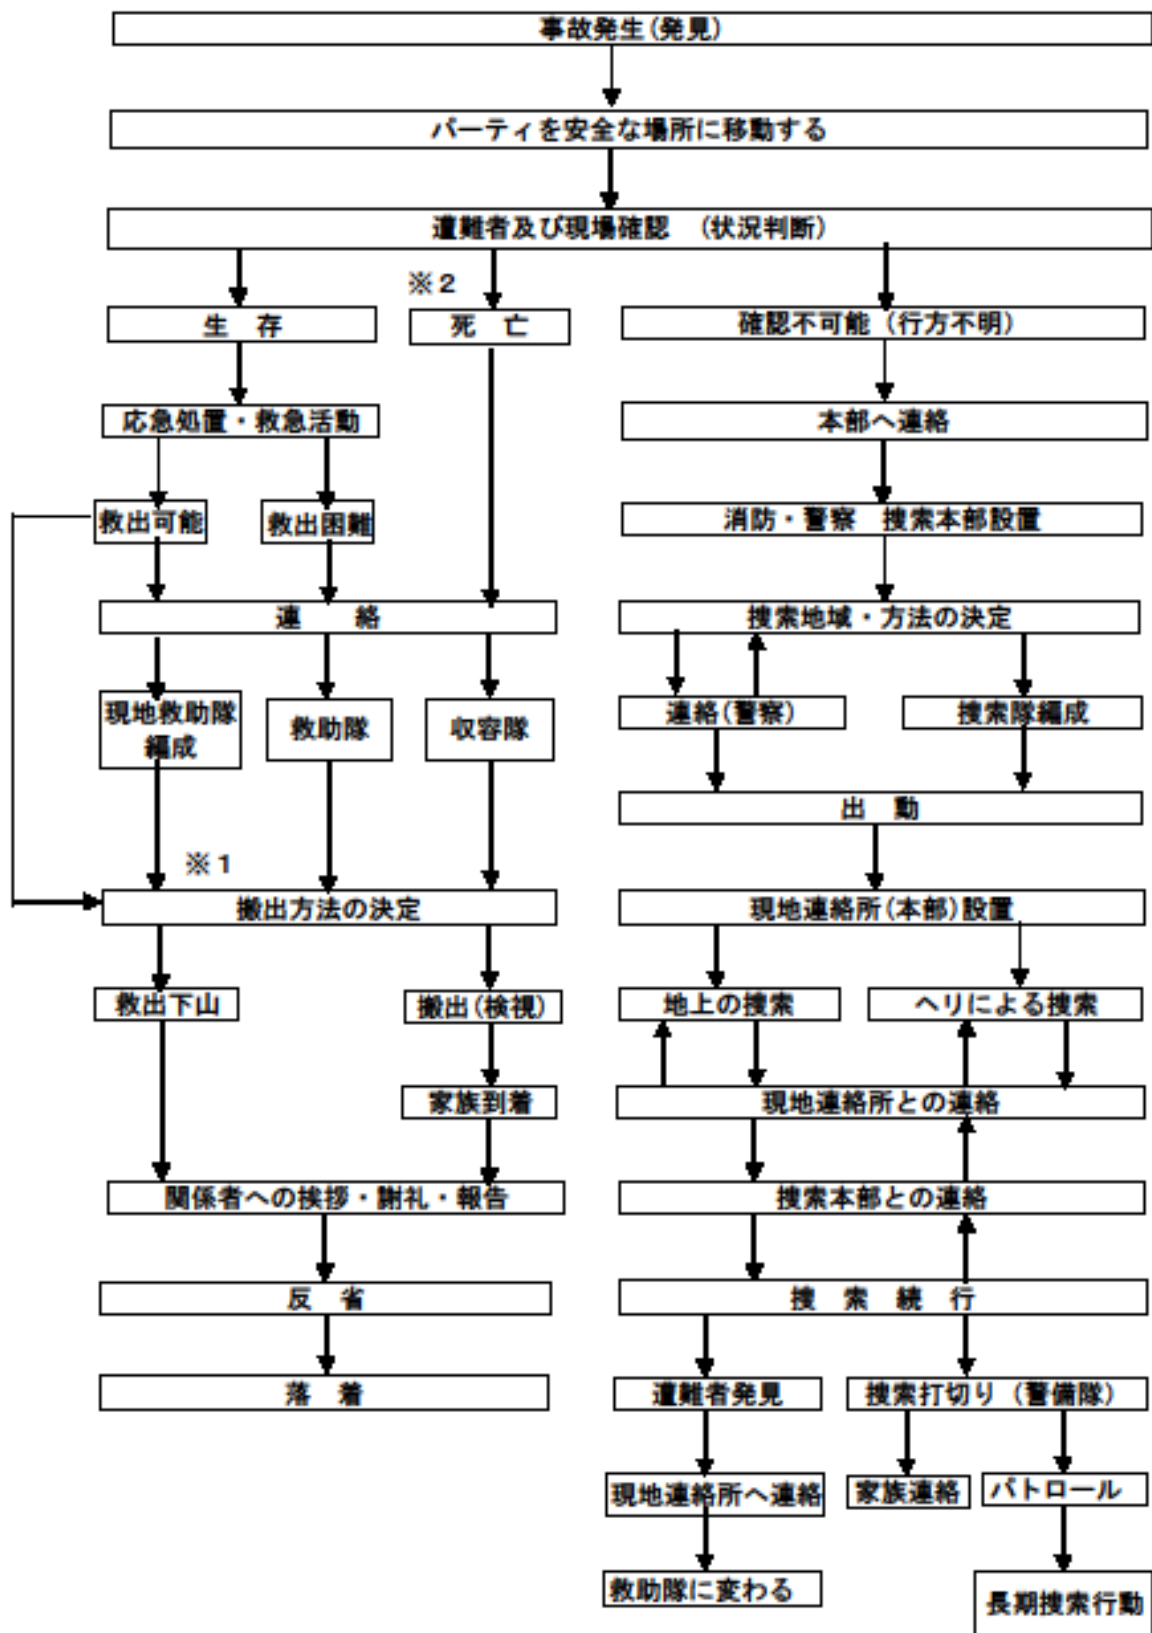 事故発生(発見)
パーティを安全な場所に移動する
遭難者及び現場確認　(状況判断)
※２
生　存
死　亡
確認不可能（行方不明）
応急処置・救急活動
本部へ連絡
救出可能
救出困難
消防・警察　捜索本部設置
連　　絡
捜索地域・方法の決定
現地救助隊
編成
救助隊
収容隊
連絡(警察)
捜索隊編成
出　動
※１
搬出方法の決定
現地連絡所(本部)設置
救出下山
搬出(検視)
地上の捜索
ヘリによる捜索
家族到着
現地連絡所との連絡
関係者への挨拶・謝礼・報告
捜索本部との連絡
反　省
捜　索　続　行
落　着
遭難者発見
捜索打切り（警備隊）
現地連絡所へ連絡
家族連絡
パトロール
救助隊に変わる
長期捜索行動